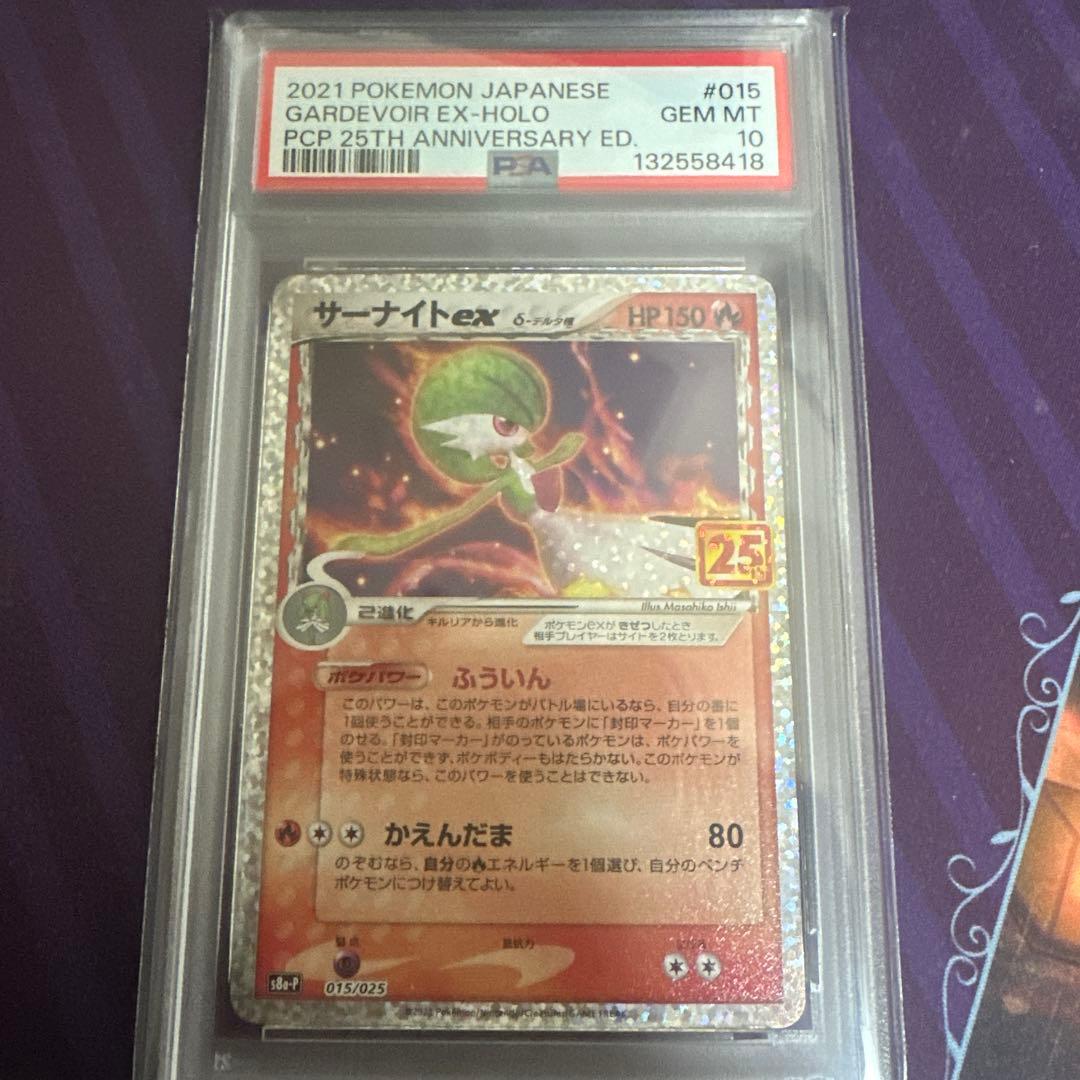 2021 POKEMON JAPANESE #015
GARDEVOIR EX-HOLO GEM MT
PCP 25TH ANNIVERSARY ED. 10
PSA 132558418
サーナイトex δ-デルタ種 HP150
25
Illus. Masahiko Ishii
2進化
キルリアから進化
ポケモンexが きぜつしたとき
相手プレイヤーはサイドを2枚とります。
ポケパワー ふういん
このパワーは、このポケモンがバトル場にいるなら、自分の番に
1回使うことができる。相手のポケモンに「封印マーカー」を1個
のせる。「封印マーカー」がのっているポケモンは、ポケパワーを
使うことができず、ポケボディーもはたらかない。このポケモンが
特殊状態なら、このパワーを使うことはできない。
かえんだま 80
のぞむなら、自分の エネルギーを1個選び、自分のベンチ
ポケモンにつけ替えてよい。
弱点 抵抗力
s8a-P 015/025
Pokémon/Nintendo/Creatures/GAME FREAK